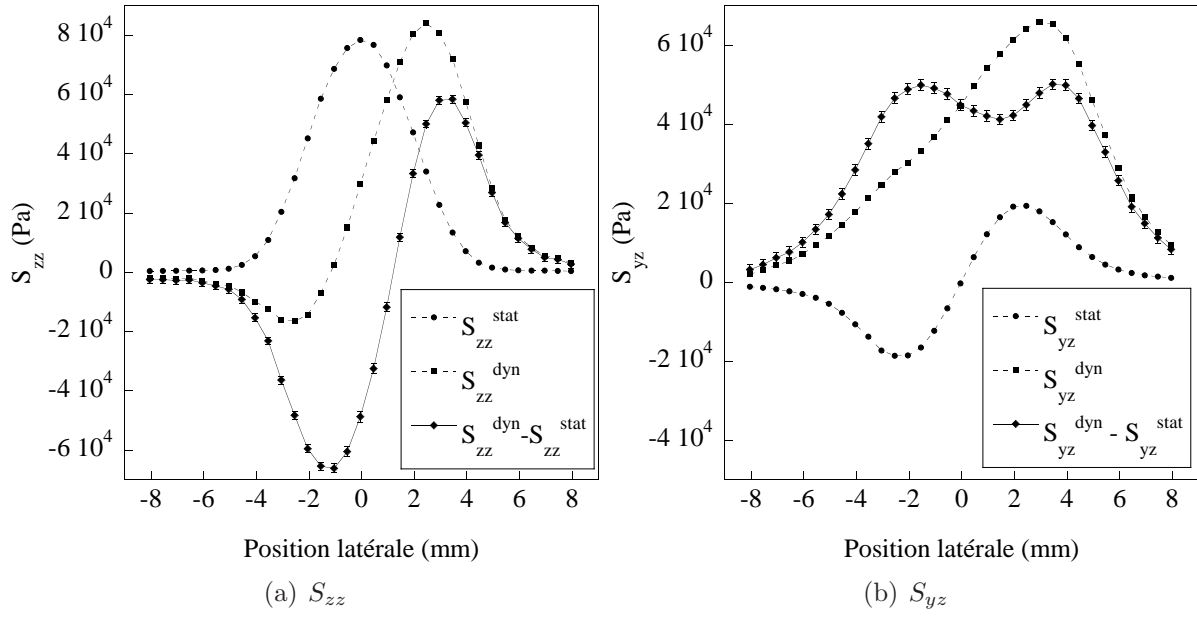 8 10^4
6 10^4
4 10^4
2 10^4
0
-2 10^4
-4 10^4
-6 10^4
S_zz (Pa)
S_zz^stat
S_zz^dyn
S_zz^dyn-S_zz^stat
-8 -6 -4 -2 0 2 4 6 8
Position latérale (mm)
(a) S_zz
6 10^4
4 10^4
2 10^4
0
-2 10^4
-4 10^4
S_yz (Pa)
S_yz^stat
S_yz^dyn
S_yz^dyn - S_yz^stat
-8 -6 -4 -2 0 2 4 6 8
Position latérale (mm)
(b) S_yz